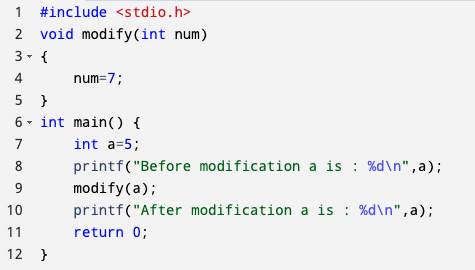 1 #include <stdio.h>
2 void modify(int num)
3 {
4     num=7;
5 }
6 int main() {
7     int a=5;
8     printf("Before modification a is : %d\n",a);
9     modify(a);
10     printf("After modification a is : %d\n",a);
11     return 0;
12 }